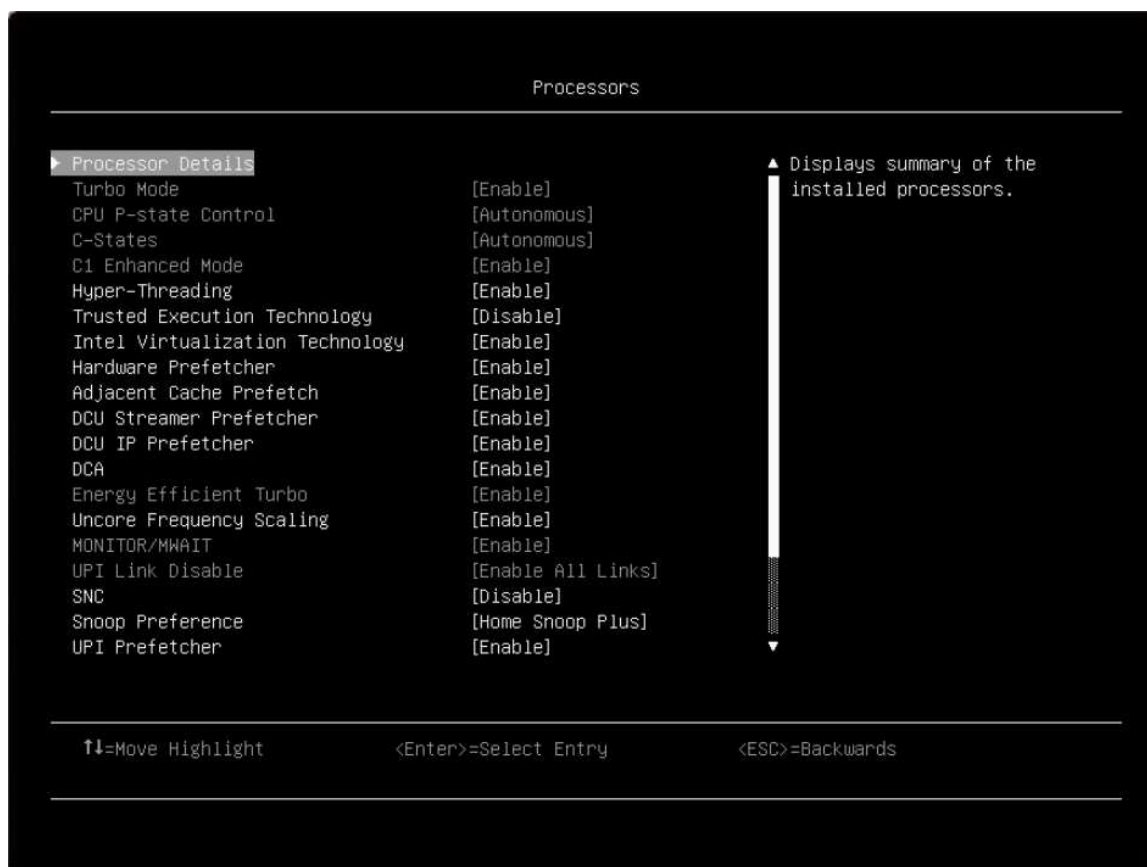 Processors
Processor Details
Displays summary of the
installed processors.
Turbo Mode [Enable]
CPU P-state Control [Autonomous]
C-States [Autonomous]
C1 Enhanced Mode [Enable]
Hyper-Threading [Enable]
Trusted Execution Technology [Disable]
Intel Virtualization Technology [Enable]
Hardware Prefetcher [Enable]
Adjacent Cache Prefetch [Enable]
DCU Streamer Prefetcher [Enable]
DCU IP Prefetcher [Enable]
DCA [Enable]
Energy Efficient Turbo [Enable]
Uncore Frequency Scaling [Enable]
MONITOR/MWAIT [Enable]
UPI Link Disable [Enable All Links]
SNC [Disable]
Snoop Preference [Home Snoop Plus]
UPI Prefetcher [Enable]
↑↓=Move Highlight <Enter>=Select Entry <ESC>=Backwards